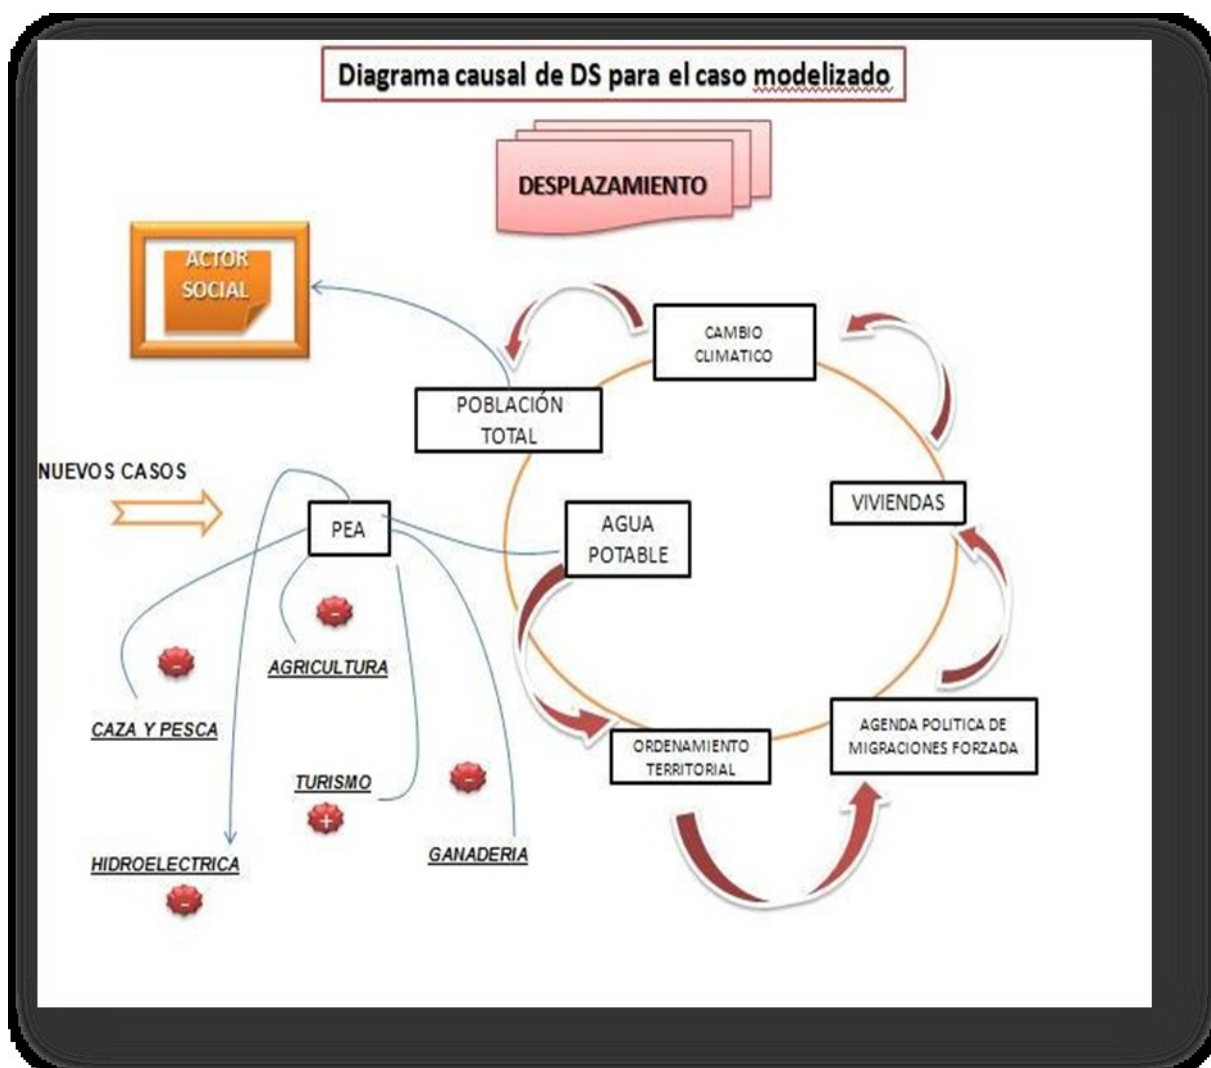 Diagrama causal de DS para el caso modelizado
DESPLAZAMIENTO
ACTOR
SOCIAL
CAMBIO
CLIMATICO
POBLACIÓN
TOTAL
NUEVOS CASOS
PEA
AGUA
POTABLE
VIVIENDAS
-
-
AGRICULTURA
CAZA Y PESCA
ORDENAMIENTO
TERRITORIAL
AGENDA POLITICA DE
MIGRACIONES FORZADA
TURISMO
+
-
GANADERIA
HIDROELECTRICA
-